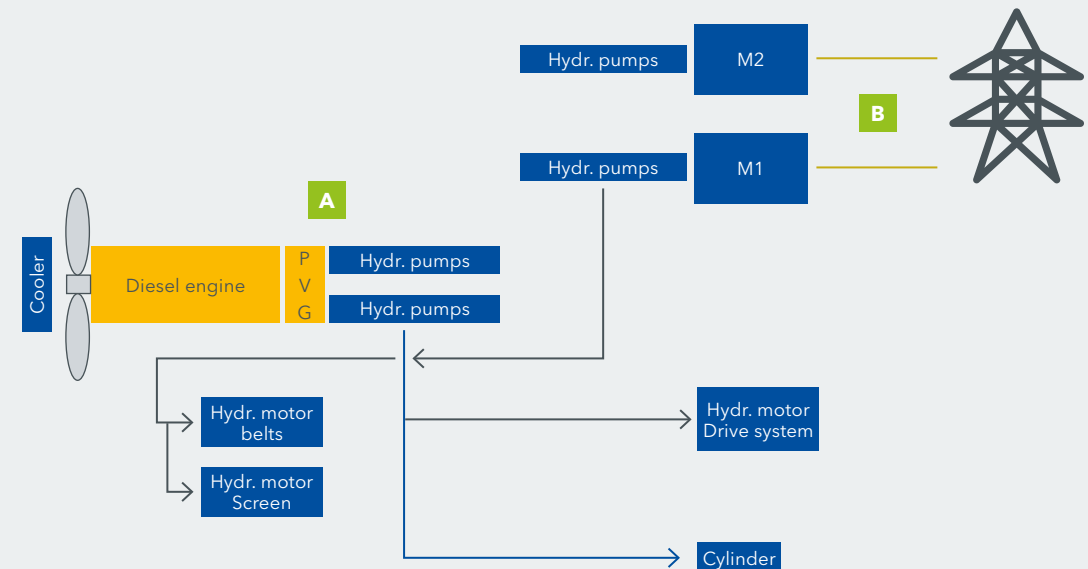 Hydr. pumps
M2
B
Hydr. pumps
M1
A
Cooler
Diesel engine
P
V
G
Hydr. pumps
Hydr. pumps
Hydr. motor
belts
Hydr. motor
Drive system
Hydr. motor
Screen
Cylinder